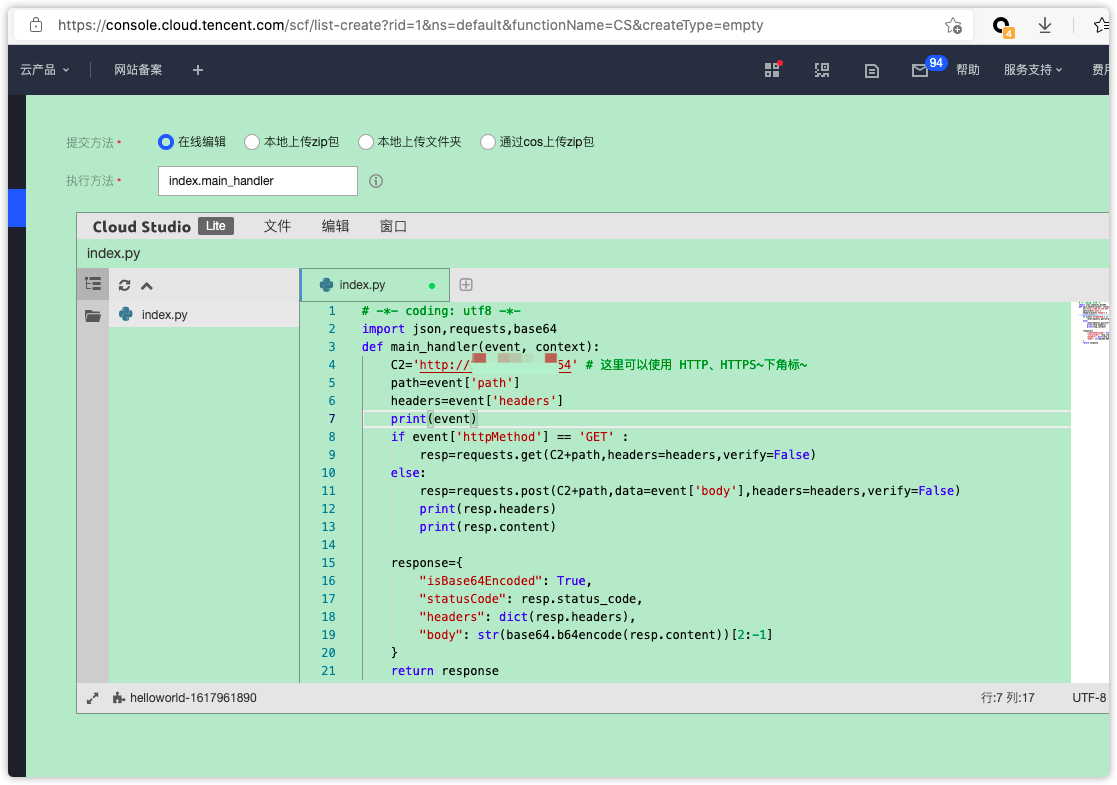 https://console.cloud.tencent.com/scf/list-create?rid=1&ns=default&functionName=CS&createType=empty
4
云产品
网站备案
+
94
帮助
服务支持
提交方法 *
在线编辑
本地上传zip包
本地上传文件夹
通过cos上传zip包
执行方法 *
index.main_handler
Cloud Studio Lite 文件 编辑 窗口
index.py
index.py
index.py
1 # -*- coding: utf8 -*-
2 import json,requests,base64
3 def main_handler(event, context):
4     C2='http:// 54' # 这里可以使用 HTTP、HTTPS~下角标~
5     path=event['path']
6     headers=event['headers']
7     print(event)
8     if event['httpMethod'] == 'GET' :
9         resp=requests.get(C2+path,headers=headers,verify=False)
10     else:
11         resp=requests.post(C2+path,data=event['body'],headers=headers,verify=False)
12         print(resp.headers)
13         print(resp.content)
14
15     response={
16         "isBase64Encoded": True,
17         "statusCode": resp.status_code,
18         "headers": dict(resp.headers),
19         "body": str(base64.b64encode(resp.content))[2:-1]
20     }
21     return response
helloworld-1617961890
行:7 列:17
UTF-8